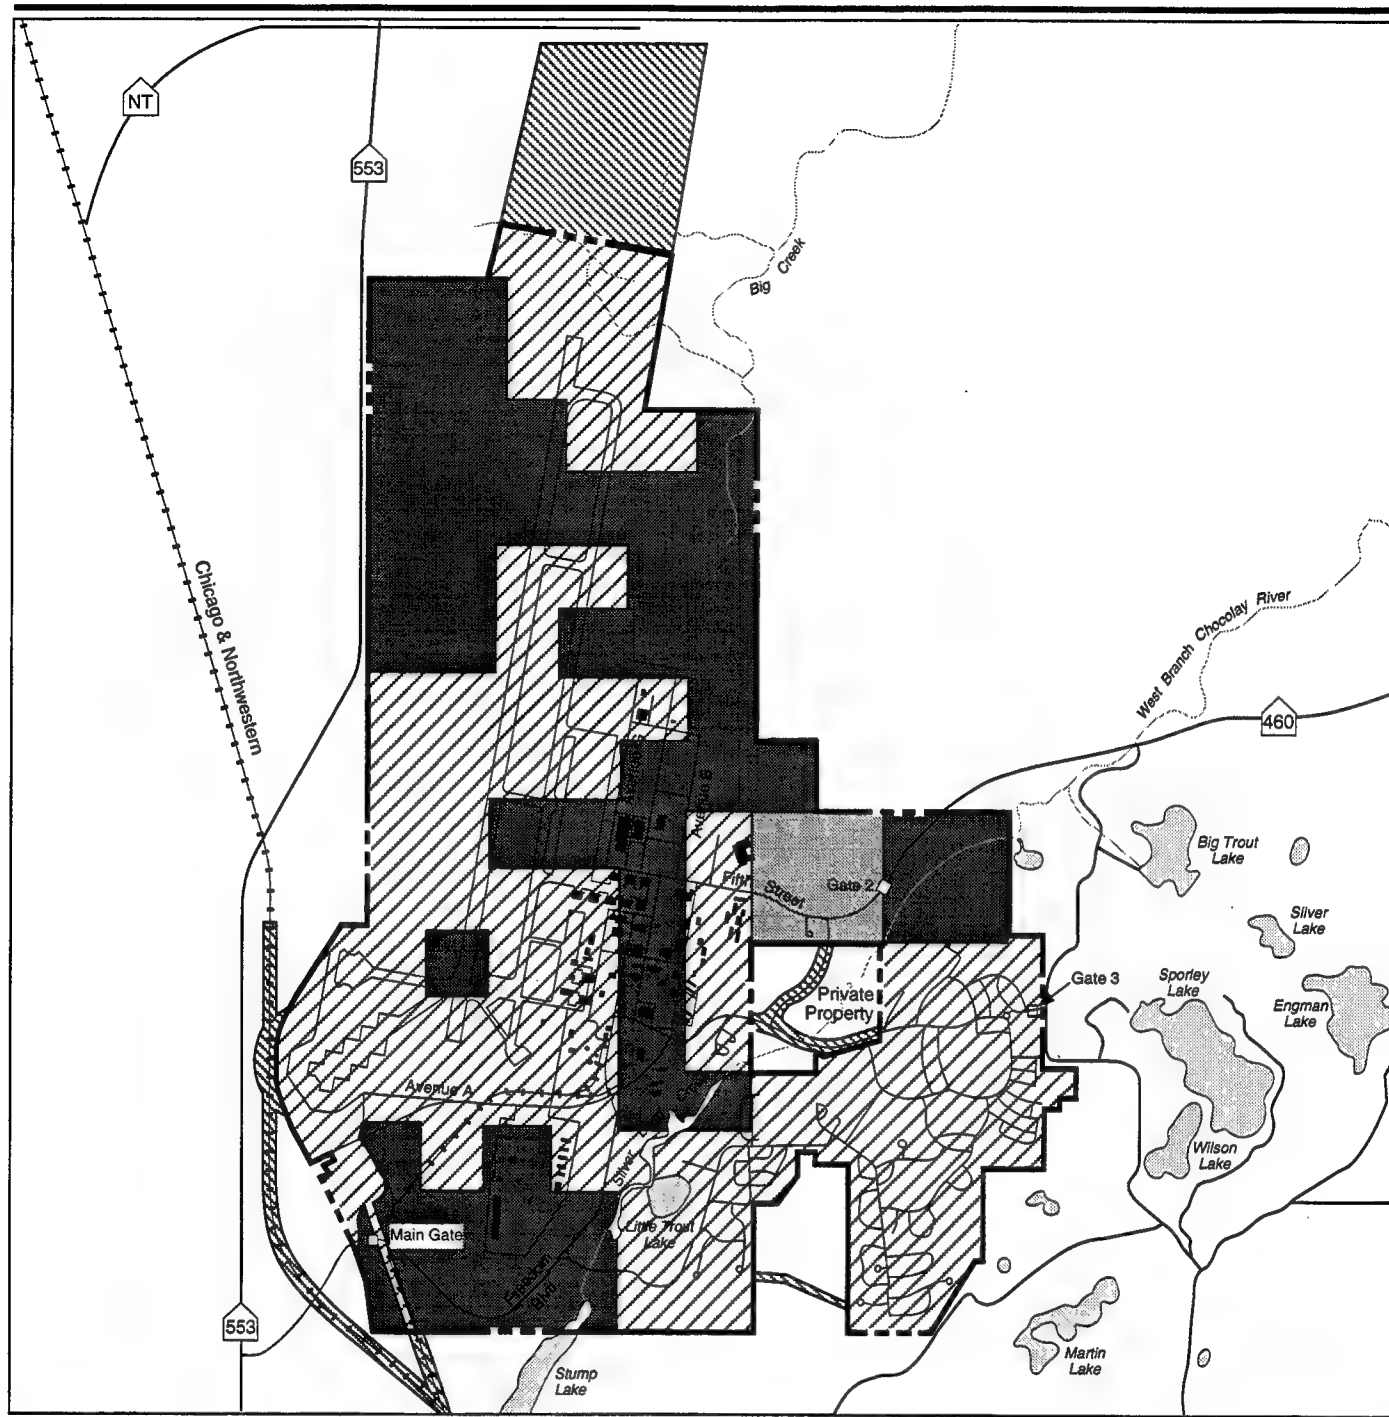 NT
553
Big Creek
Chicago & Northwestern
West Branch Chocolay River
460
Avenue B
Big Trout
Lake
Fifth Street
Gate 2
Silver
Lake
Gate 3
Sporley
Lake
Private
Property
Engman
Lake
Avenue A
Wilson
Lake
Silver
Main Gate
Little Trout
Lake
Blvd.
553
Martin
Lake
Stump
Lake